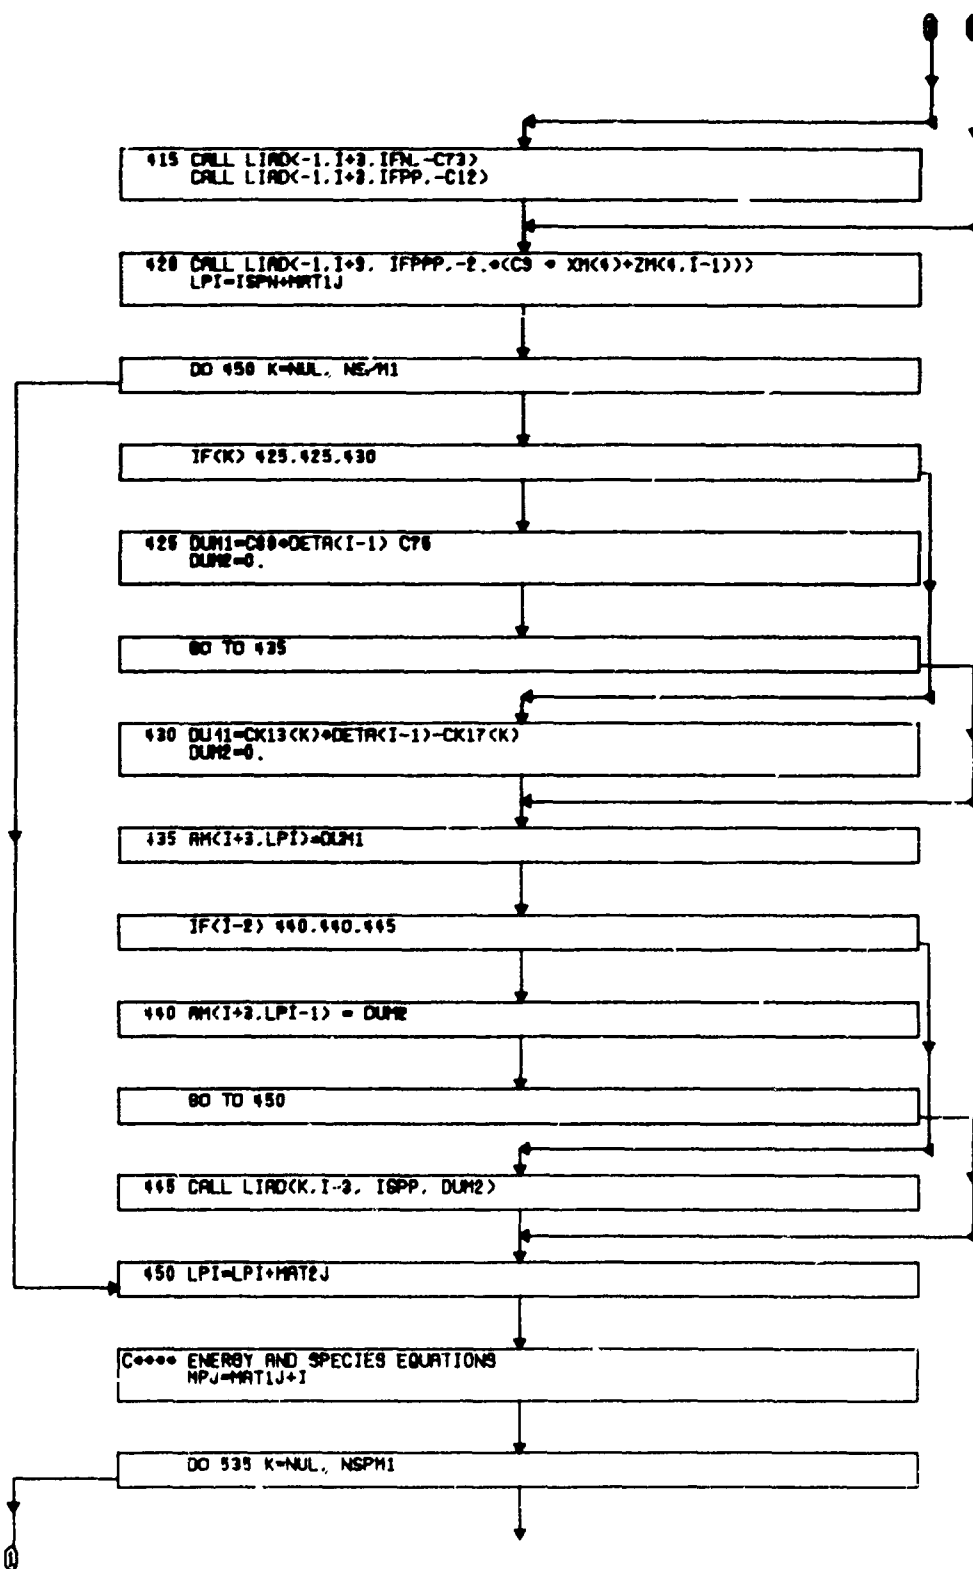 415 CALL LIAD(-1,I+3,IFN,-C73)
CALL LIAD(-1,I+3,IFPP,-C12)
420 CALL LIAD(-1,I+3, IFPPP,-2.*(C9 * XM(4)+ZM(4,I-1)))
LPI=ISPN+MAT1J
DO 450 K=NUL,
IF(K) 425,425,430
425 DUM1=C89*DETA(I-1) C76
DUM2=0.
GO TO 435
430 DUM1=CK13(K)*DETA(I-1)-CK17(K)
DUM2=0.
435 AM(I+3,LPI)=DUM1
IF(I-2) 440,440,445
440 AM(I+3,LPI-1) = DUM2
GO TO 450
445 CALL LIAD(K,I-3, ISPP, DUM2)
450 LPI=LPI+MAT2J
C**** ENERGY AND SPECIES EQUATIONS
MPJ=MAT1J+I
DO 535 K=NUL, NSPM1
1